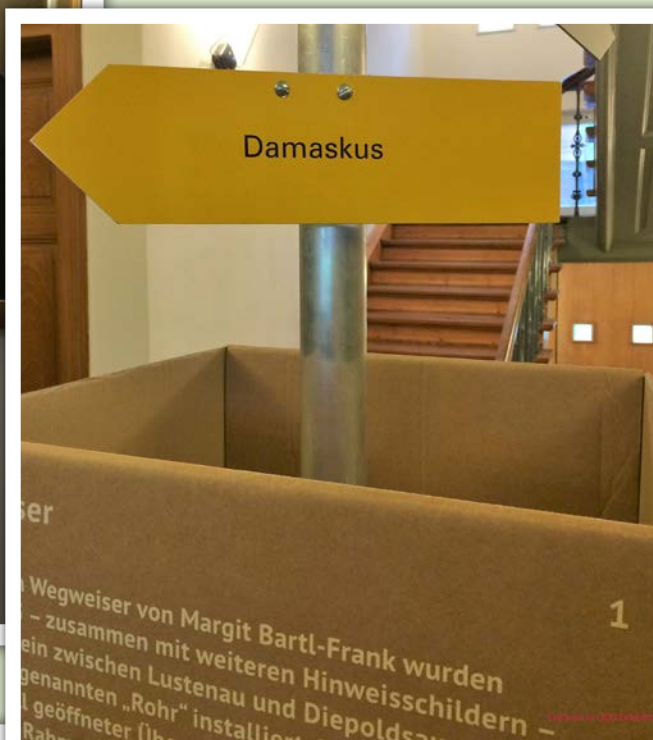 Damaskus
ser
1
Wegweiser von Margit Bartl-Frank wurden
– zusammen mit weiteren Hinweisschildern –
ein zwischen Lustenau und Diepoldsau
genannten „Rohr“ installiert
geöffneter